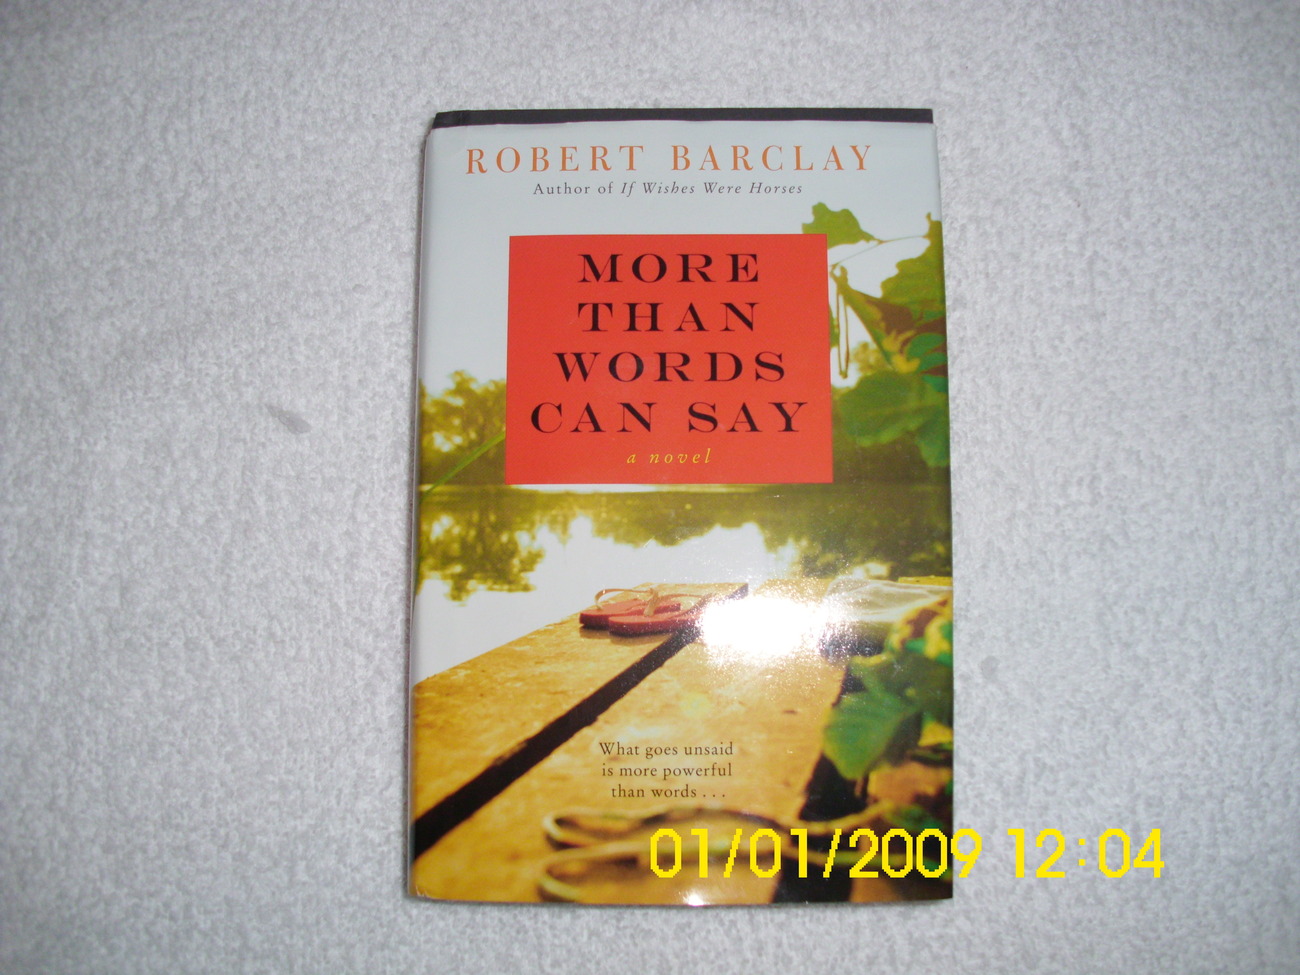 ROBERT BARCLAY
Author of If Wishes Were Horses
MORE
THAN
WORDS
CAN SAY
a novel
What goes unsaid
is more powerful
than words . . .
01/01/2009 12:04